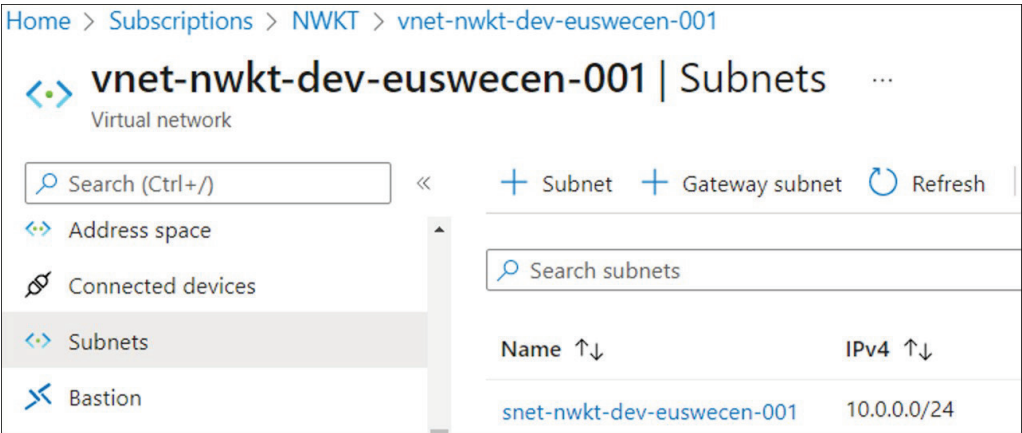 Home > Subscriptions > NWKT > vnet-nwkt-dev-euswecen-001
vnet-nwkt-dev-euswecen-001 | Subnets ...
Virtual network
Search (Ctrl+/) «
Address space
Connected devices
Subnets
Bastion
+ Subnet + Gateway subnet Refresh
Search subnets
Name ↑↓ IPv4 ↑↓
snet-nwkt-dev-euswecen-001 10.0.0.0/24